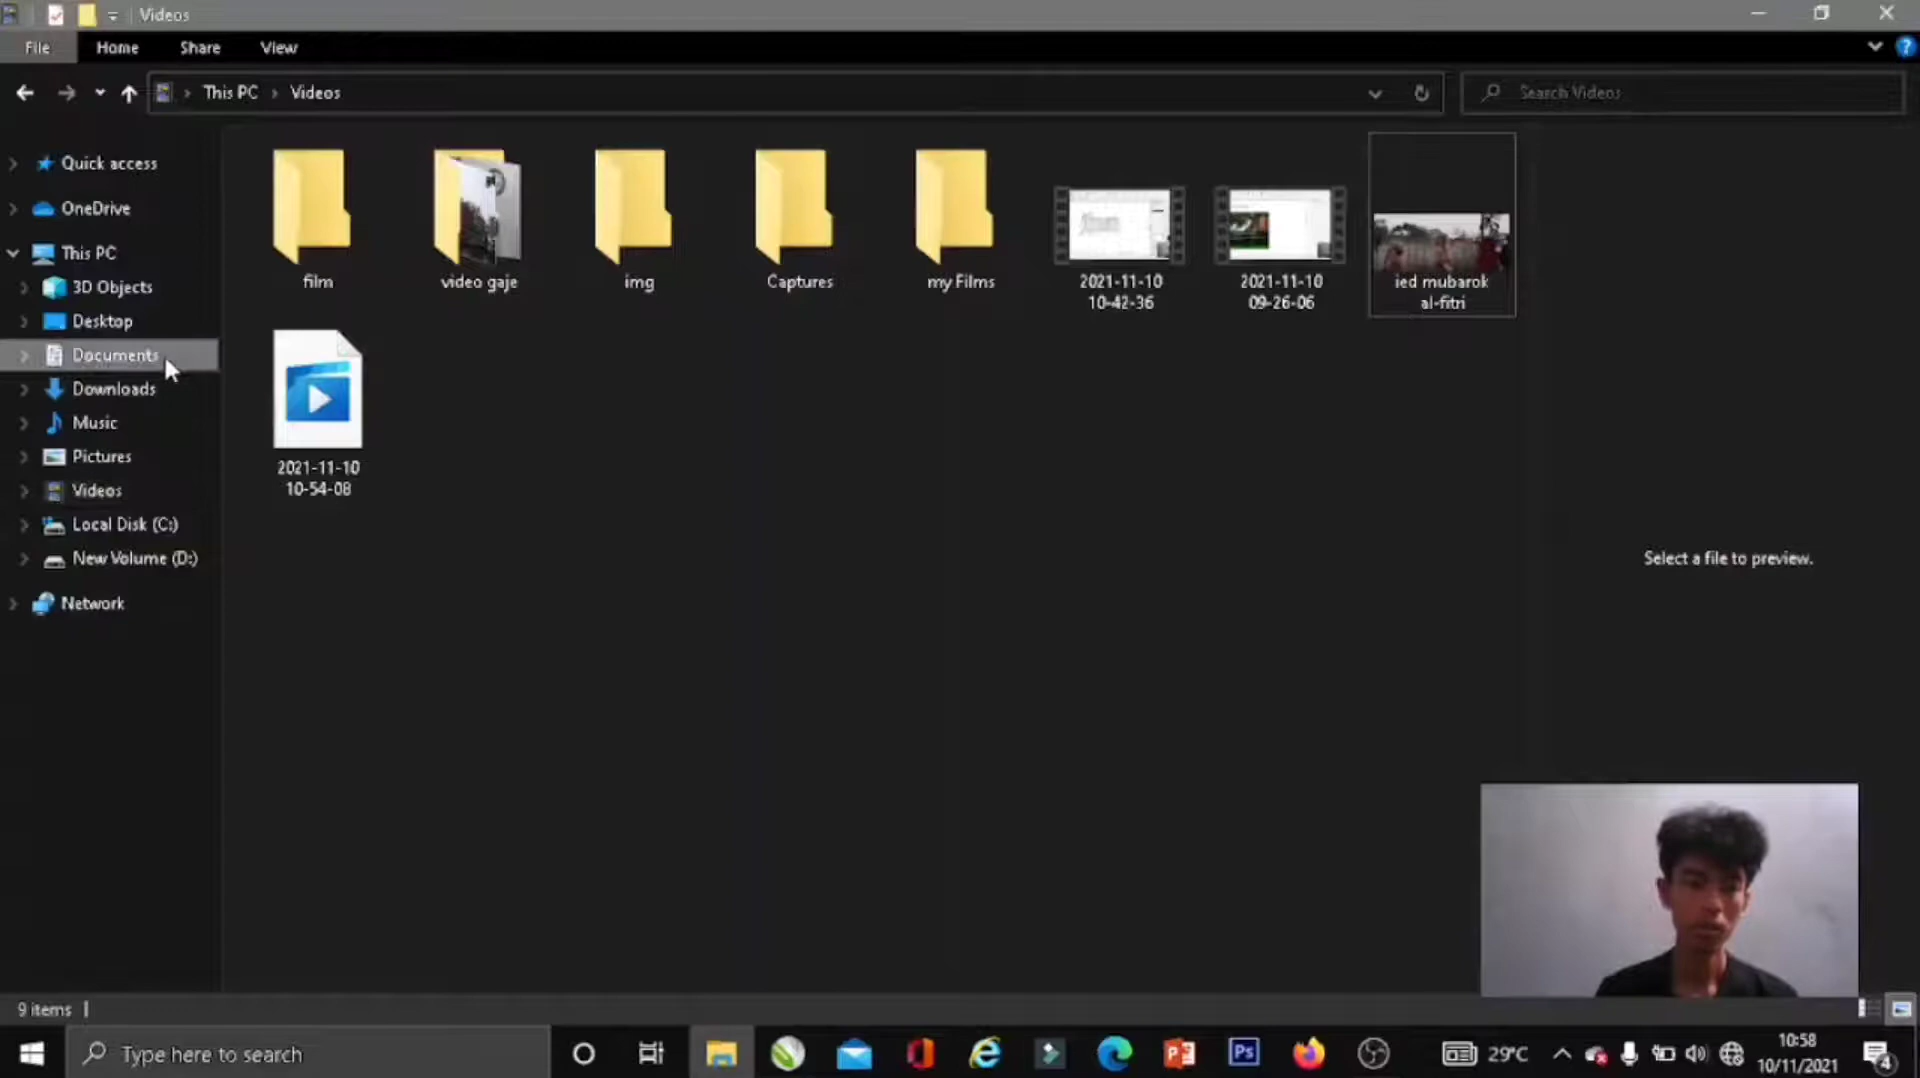 Videos
File Home Share View
This PC Videos
Search Videos
Quick access
OneDrive
This PC
3D Objects
Desktop
Documents
Downloads
Music
Pictures
Videos
Local Disk (C:)
New Volume (D:)
Network
film
video gaje
img
Captures
my Films
2021-11-10
10-42-36
2021-11-10
09-26-06
ied mubarok
al-fitri
2021-11-10
10-54-08
Select a file to preview.
9 items
Type here to search
Ps
29°C
10:58
10/11/2021
4